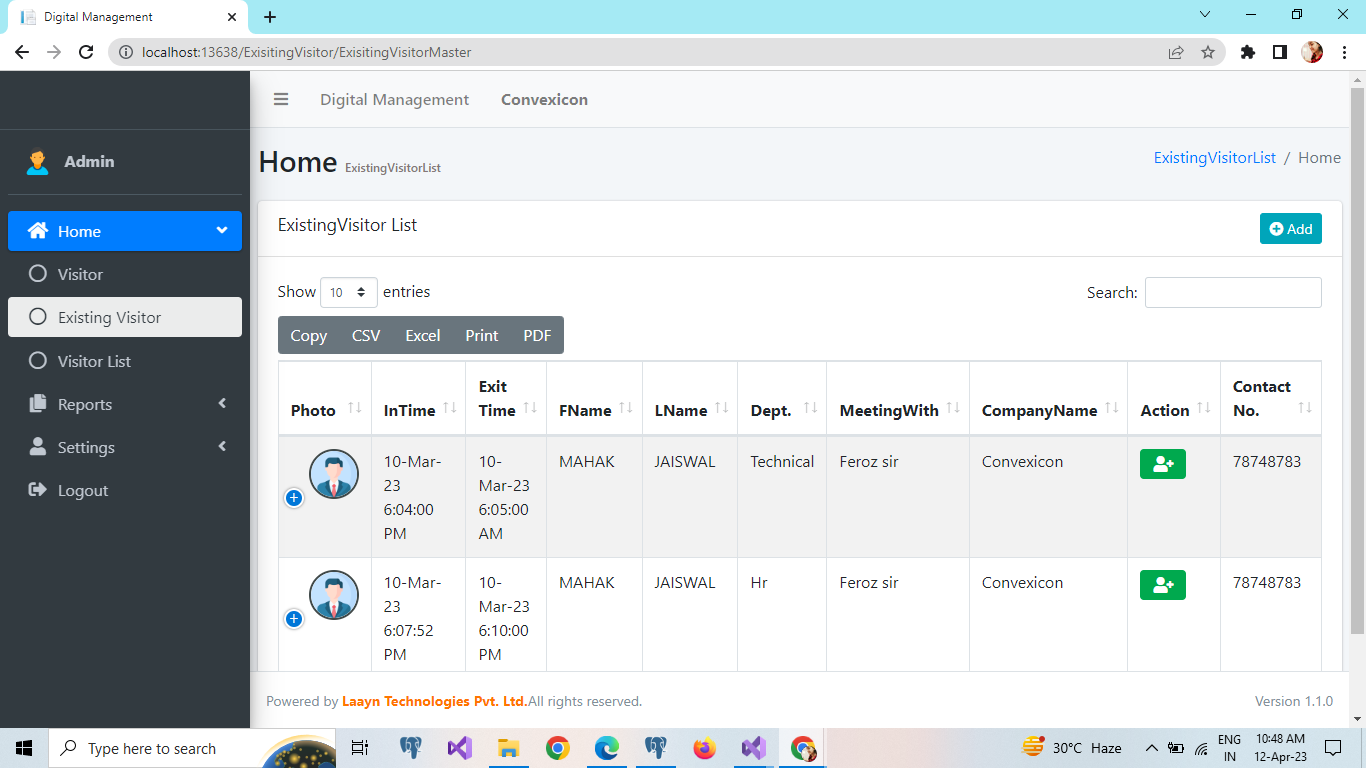 Digital Management
localhost:13638/ExisitingVisitor/ExisitingVisitorMaster
Digital Management
Convexicon
Admin
Home ExistingVisitorList
ExistingVisitorList / Home
Home
Visitor
Existing Visitor
Visitor List
Reports
Settings
Logout
ExistingVisitor List
Add
Show 10 entries
Search:
Copy CSV Excel Print PDF
Photo InTime Exit Time FName LName Dept. MeetingWith CompanyName Action Contact No.
10-Mar-23 6:04:00 PM 10-Mar-23 6:05:00 AM MAHAK JAISWAL Technical Feroz sir Convexicon 78748783
10-Mar-23 6:07:52 PM 10-Mar-23 6:10:00 PM MAHAK JAISWAL Hr Feroz sir Convexicon 78748783
Powered by Laayn Technologies Pvt. Ltd.All rights reserved.
Version 1.1.0
Type here to search
30°C Haze
ENG IN
10:48 AM
12-Apr-23